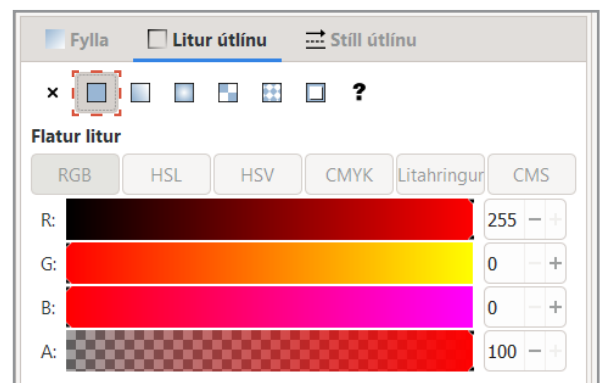 Fylla Litur útlínu Stíll útlínu
× ?
Flatur litur
RGB HSL HSV CMYK Litahringur CMS
R: 255 − +
G: 0 − +
B: 0 − +
A: 100 − +